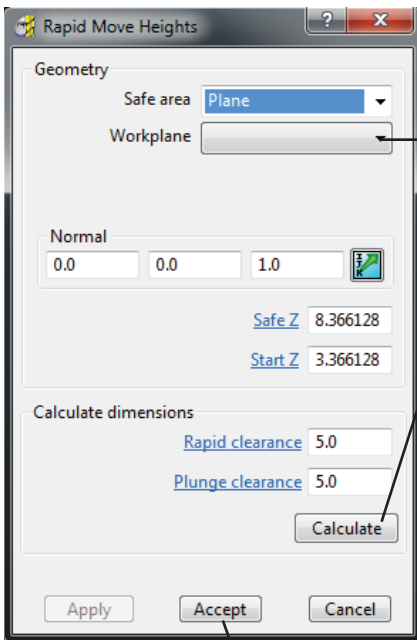 Rapid Move Heights ? X
Geometry
Safe area Plane
Workplane
Normal
0.0 0.0 1.0
I J K
Safe Z 8.366128
Start Z 3.366128
Calculate dimensions
Rapid clearance 5.0
Plunge clearance 5.0
Calculate
Apply Accept Cancel